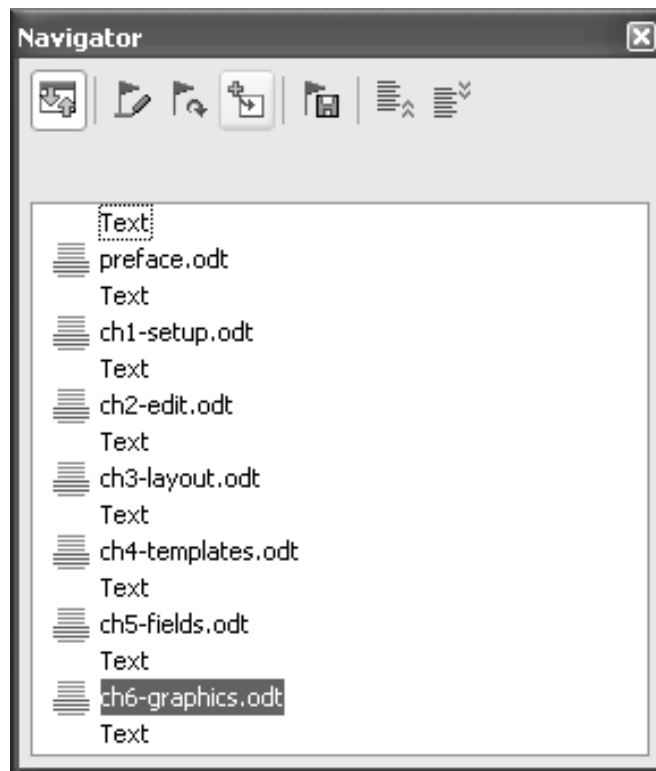 Navigator
Text
preface.odt
Text
ch1-setup.odt
Text
ch2-edit.odt
Text
ch3-layout.odt
Text
ch4-templates.odt
Text
ch5-fields.odt
Text
ch6-graphics.odt
Text